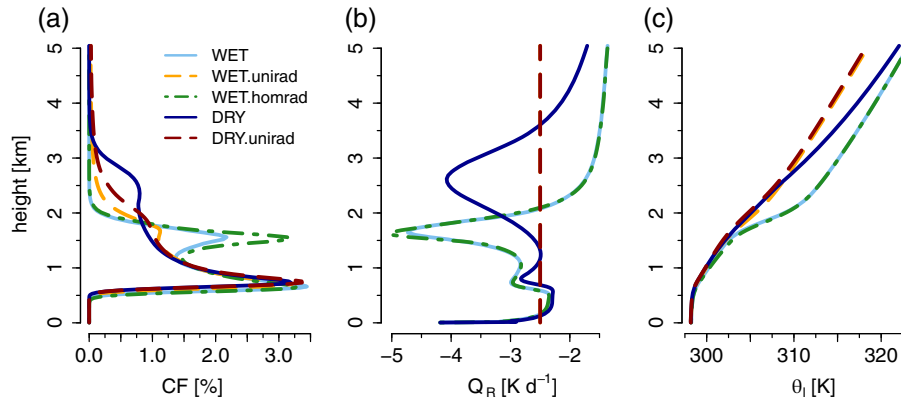 (a) (b) (c)
WET
WET.unirad
WET.homrad
DRY
DRY.unirad
height [km]
5
4
3
2
1
0
0.0 1.0 2.0 3.0
CF [%]
5
4
3
2
1
0
-5 -4 -3 -2
Q_R [K d⁻¹]
5
4
3
2
1
0
300 310 320
θ_l [K]